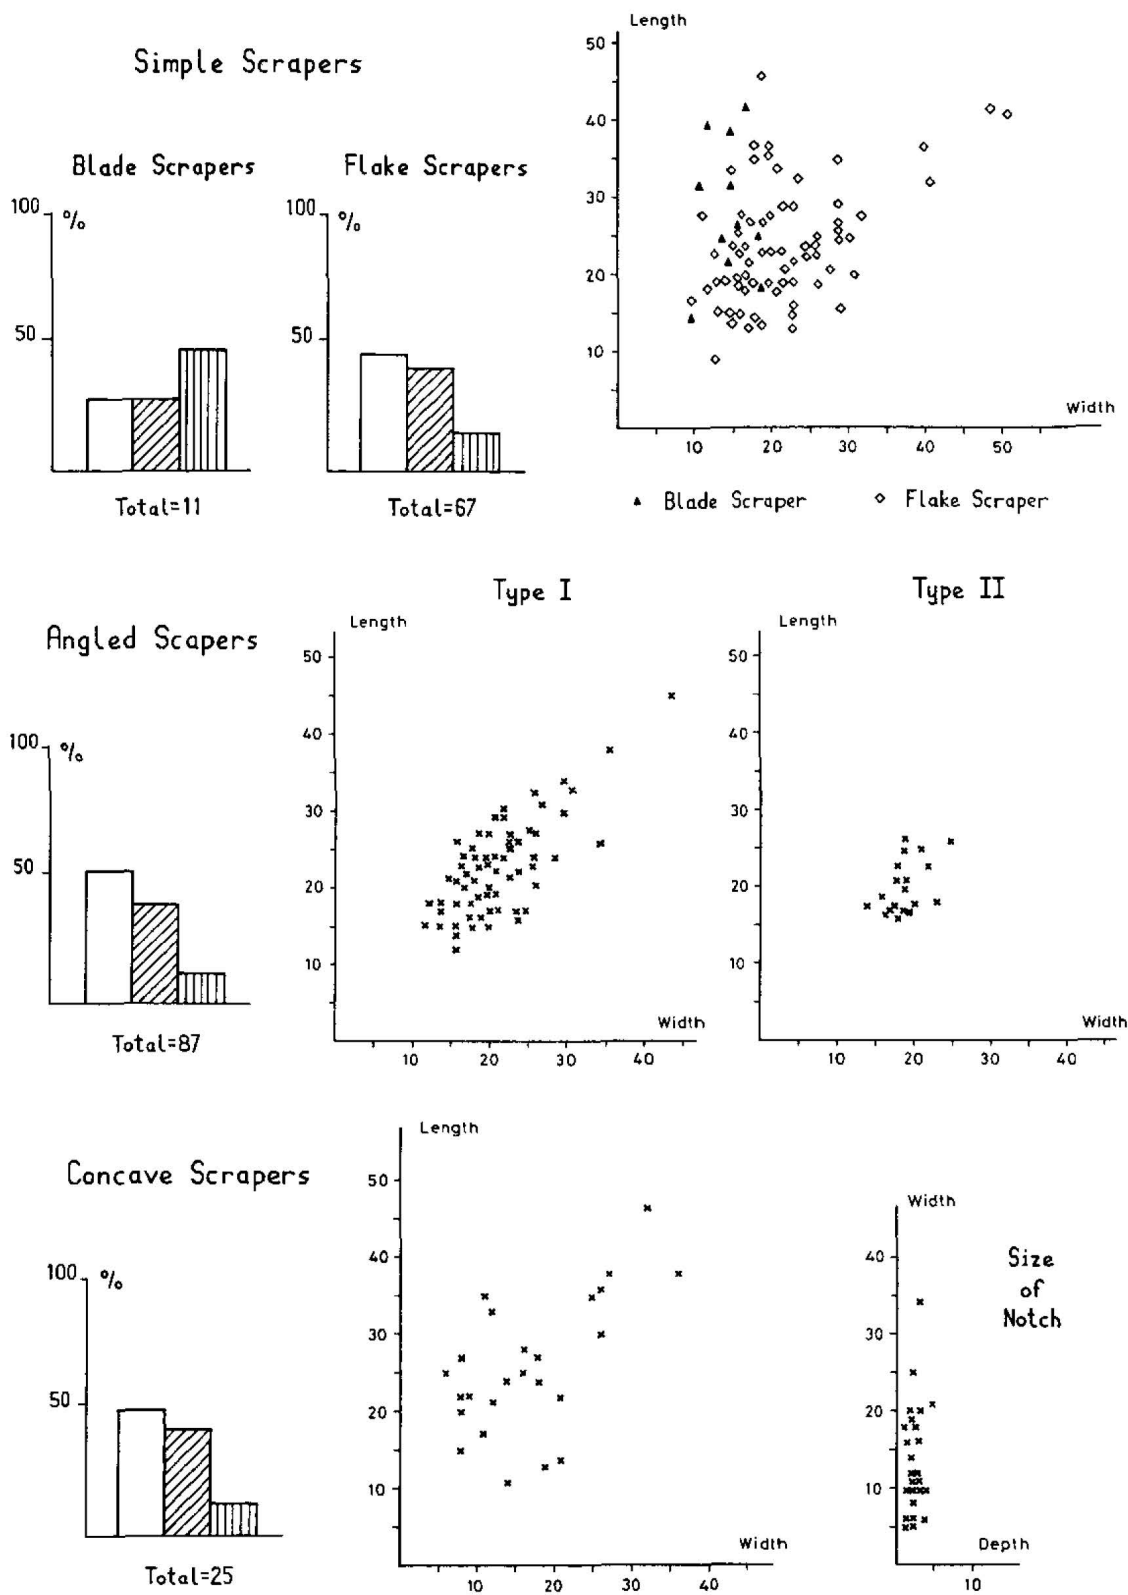 Simple Scrapers
Blade Scrapers
100
%
50
Total=11
Flake Scrapers
100
%
50
Total=67
Length
50
40
30
20
10
Width
10 20 30 40 50
▲ Blade Scraper ◇ Flake Scraper
Angled Scapers
100
%
50
Total=87
Type I
Length
50
40
30
20
10
Width
10 20 30 40
Type II
Length
50
40
30
20
10
Width
10 20 30 40
Concave Scrapers
100
%
50
Total=25
Length
50
40
30
20
10
Width
10 20 30 40
Width
40
30
20
10
Depth
10
Size
of
Notch